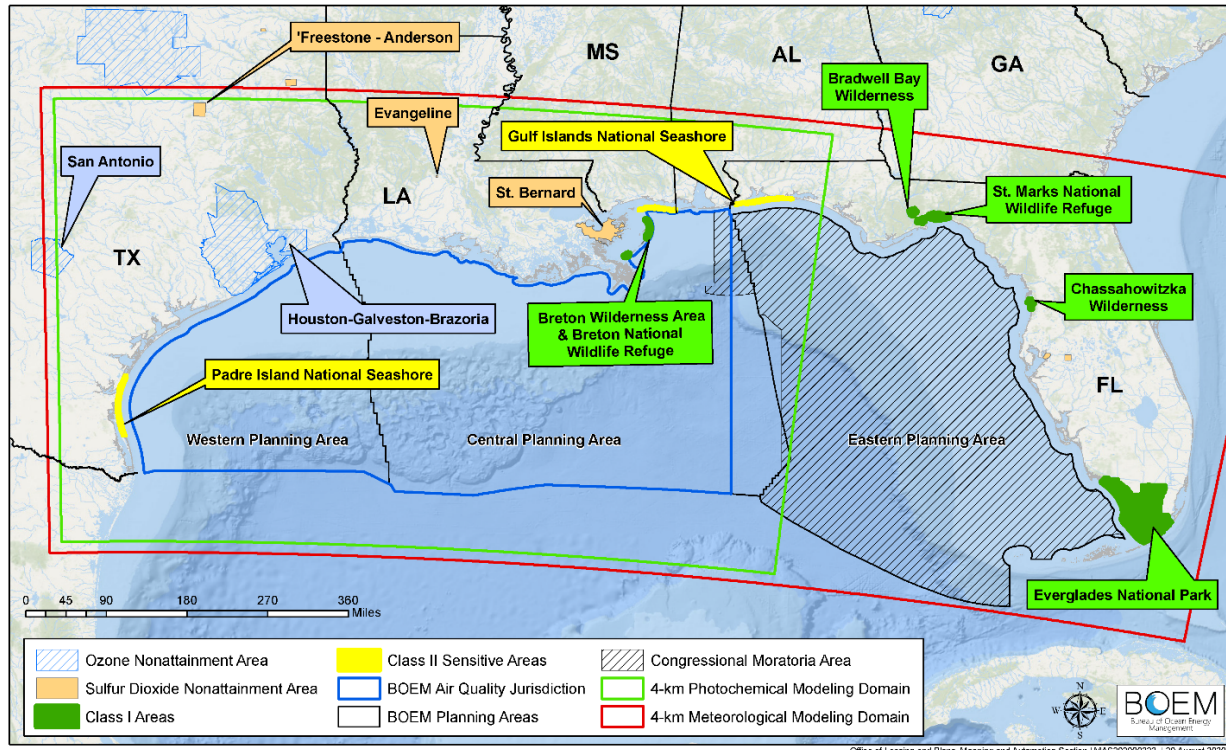 'Freestone - Anderson
MS
AL
GA
Bradwell Bay
Wilderness
Evangeline
Gulf Islands National Seashore
San Antonio
St. Marks National
Wildlife Refuge
LA
St. Bernard
TX
Chassahowitzka
Wilderness
Houston-Galveston-Brazoria
Breton Wilderness Area
& Breton National
Wildlife Refuge
Padre Island National Seashore
FL
Western Planning Area
Central Planning Area
Eastern Planning Area
Everglades National Park
0 45 90 180 270 360
Miles
Ozone Nonattainment Area
Sulfur Dioxide Nonattainment Area
Class I Areas
Class II Sensitive Areas
BOEM Air Quality Jurisdiction
BOEM Planning Areas
Congressional Moratoria Area
4-km Photochemical Modeling Domain
4-km Meteorological Modeling Domain
N
W E
S
BOEM
Bureau of Ocean Energy
Management